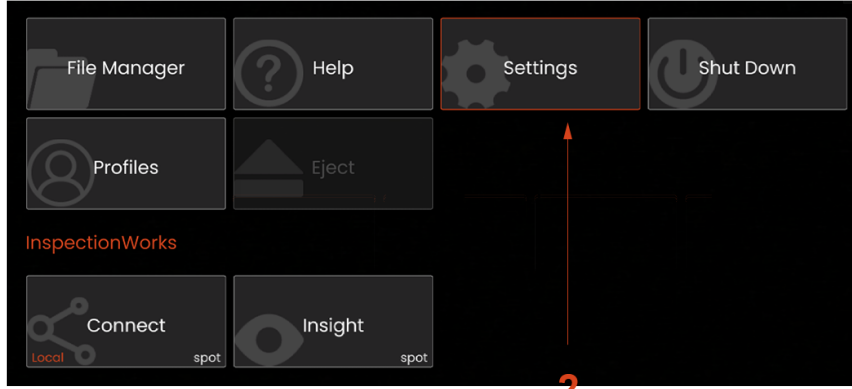 File Manager
Help
Settings
Shut Down
Profiles
Eject
InspectionWorks
Connect
Local
spot
Insight
spot